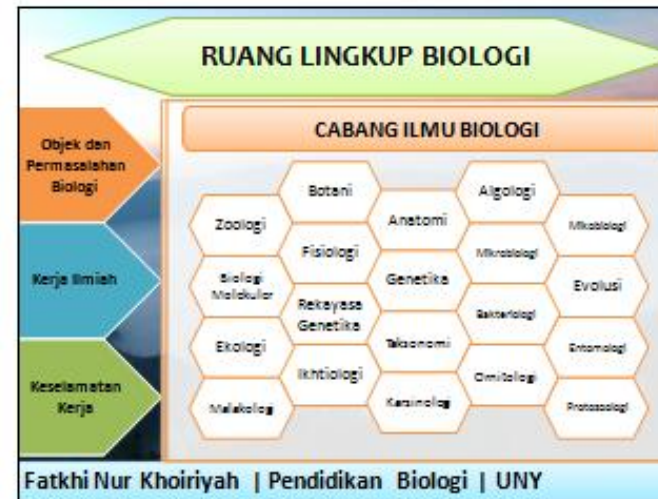 RUANG LINGKUP BIOLOGI
CABANG ILMU BIOLOGI
Objek dan
Permasalahan
Biologi
Kerja Ilmiah
Keselamatan
Kerja
Zoologi
Biologi
Molekuler
Ekologi
Malakologi
Botani
Fisiologi
Rekayasa
Genetika
Ikhtiologi
Anatomi
Genetika
Taksonomi
Karsinologi
Algologi
Mikrobiologi
Bakteriologi
Ornitologi
Evolusi
Entomologi
Protozoologi
Fatkhi Nur Khoiriyah | Pendidikan Biologi | UNY